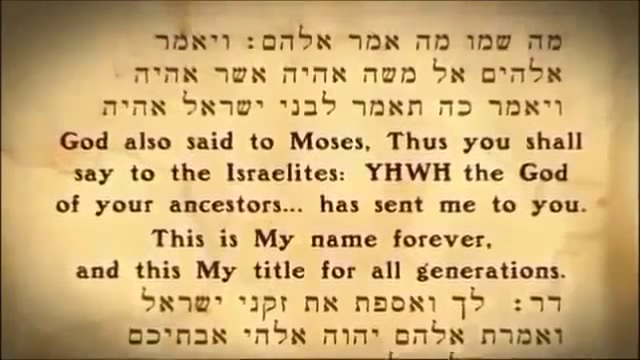 מה שמו מה אמר אלהם: ויאמר
אלהים אל משה אהיה אשר אהיה
ויאמר כה תאמר לבני ישראל אהיה
God also said to Moses, Thus you shall
say to the Israelites: YHWH the God
of your ancestors... has sent me to you.
This is My name forever,
and this My title for all generations.
דר: לך ואספת את זקני ישראל
ואמרת אלהם יהוה אלהי אבתיכם